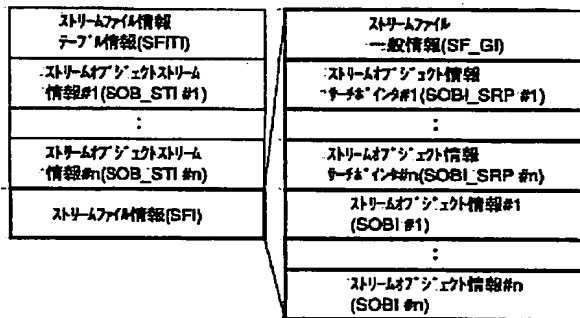 ストリームファイル情報
テーブル情報(SFITI)
ストリームオブジェクトストリーム
情報#1(SOB_STI #1)
:
ストリームオブジェクトストリーム
情報#n(SOB_STI #n)
ストリームファイル情報(SFI)
ストリームファイル
一般情報(SF_GI)
ストリームオブジェクト情報
サーチポインタ#1(SOBI_SRP #1)
:
ストリームオブジェクト情報
サーチポインタ#n(SOBI_SRP #n)
ストリームオブジェクト情報#1
(SOBI #1)
:
ストリームオブジェクト情報#n
(SOBI #n)